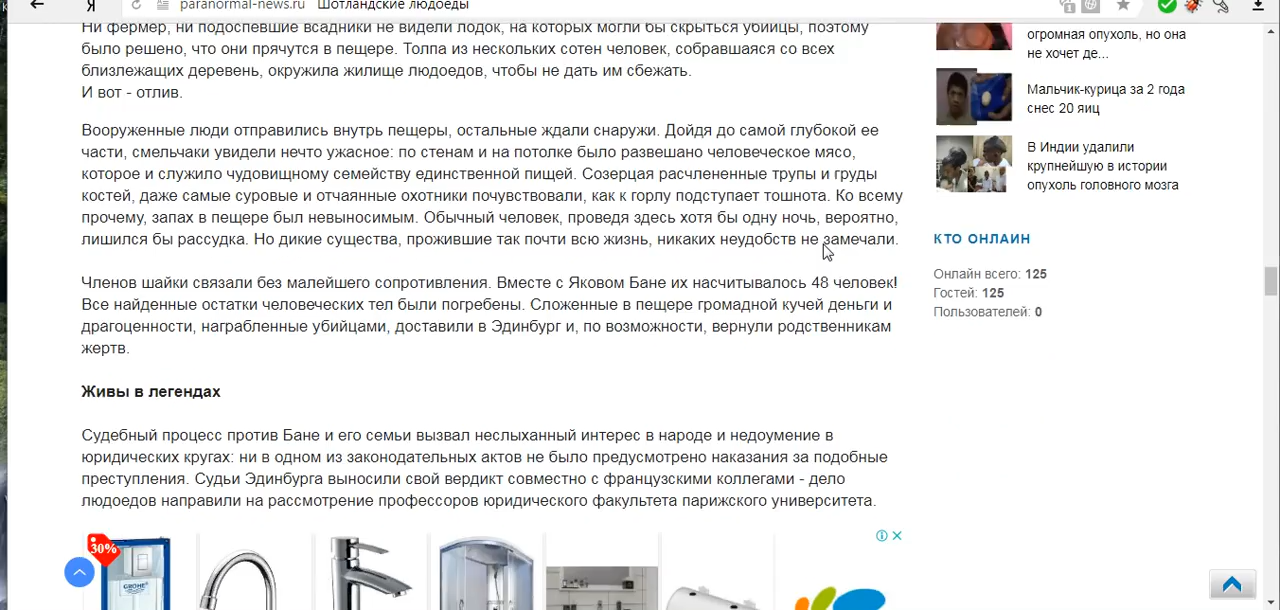 paranormal-news.ru Шотландские людоеды
Ни фермер, ни подоспевшие всадники не видели лодок, на которых могли бы скрыться убийцы, поэтому
было решено, что они прячутся в пещере. Толпа из нескольких сотен человек, собравшаяся со всех
близлежащих деревень, окружила жилище людоедов, чтобы не дать им сбежать.
И вот - отлив.
Вооруженные люди отправились внутрь пещеры, остальные ждали снаружи. Дойдя до самой глубокой ее
части, смельчаки увидели нечто ужасное: по стенам и на потолке было развешано человеческое мясо,
которое и служило чудовищному семейству единственной пищей. Созерцая расчлененные трупы и груды
костей, даже самые суровые и отчаянные охотники почувствовали, как к горлу подступает тошнота. Ко всему
прочему, запах в пещере был невыносимым. Обычный человек, проведя здесь хотя бы одну ночь, вероятно,
лишился бы рассудка. Но дикие существа, прожившие так почти всю жизнь, никаких неудобств не замечали.
Членов шайки связали без малейшего сопротивления. Вместе с Яковом Бане их насчитывалось 48 человек!
Все найденные остатки человеческих тел были погребены. Сложенные в пещере громадной кучей деньги и
драгоценности, награбленные убийцами, доставили в Эдинбург и, по возможности, вернули родственникам
жертв.
Живы в легендах
Судебный процесс против Бане и его семьи вызвал неслыханный интерес в народе и недоумение в
юридических кругах: ни в одном из законодательных актов не было предусмотрено наказания за подобные
преступления. Судьи Эдинбурга выносили свой вердикт совместно с французскими коллегами - дело
людоедов направили на рассмотрение профессоров юридического факультета парижского университета.
30%
GROHE
огромная опухоль, но она
не хочет де...
Мальчик-курица за 2 года
снес 20 яиц
В Индии удалили
крупнейшую в истории
опухоль головного мозга
КТО ОНЛАЙН
Онлайн всего: 125
Гостей: 125
Пользователей: 0